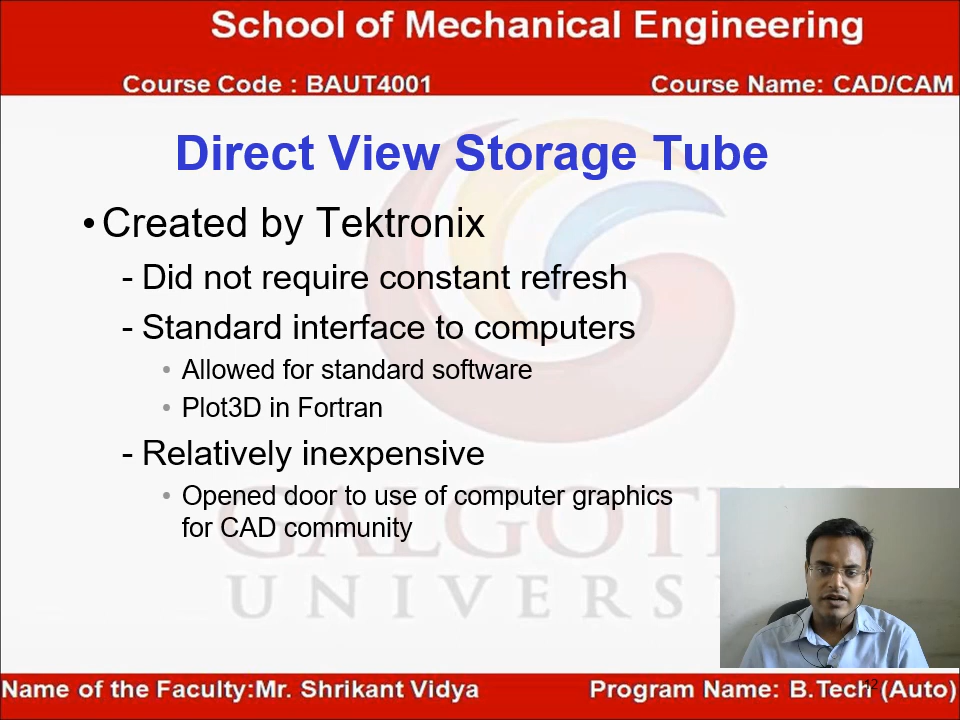 School of Mechanical Engineering
Course Code : BAUT4001 Course Name: CAD/CAM
Direct View Storage Tube
• Created by Tektronix
- Did not require constant refresh
- Standard interface to computers
• Allowed for standard software
• Plot3D in Fortran
- Relatively inexpensive
• Opened door to use of computer graphics
for CAD community
GALGOTIAS
UNIVERSITY
Name of the Faculty:Mr. Shrikant Vidya Program Name: B.Tech (Auto)
12